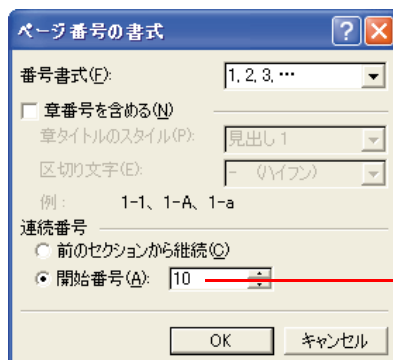 ページ番号の書式
番号書式(F): 1, 2, 3, …
章番号を含める(N)
章タイトルのスタイル(P): 見出し 1
区切り文字(E): - (ハイフン)
例: 1-1、1-A、1-a
連続番号
前のセクションから継続(C)
開始番号(A): 10
OK キャンセル